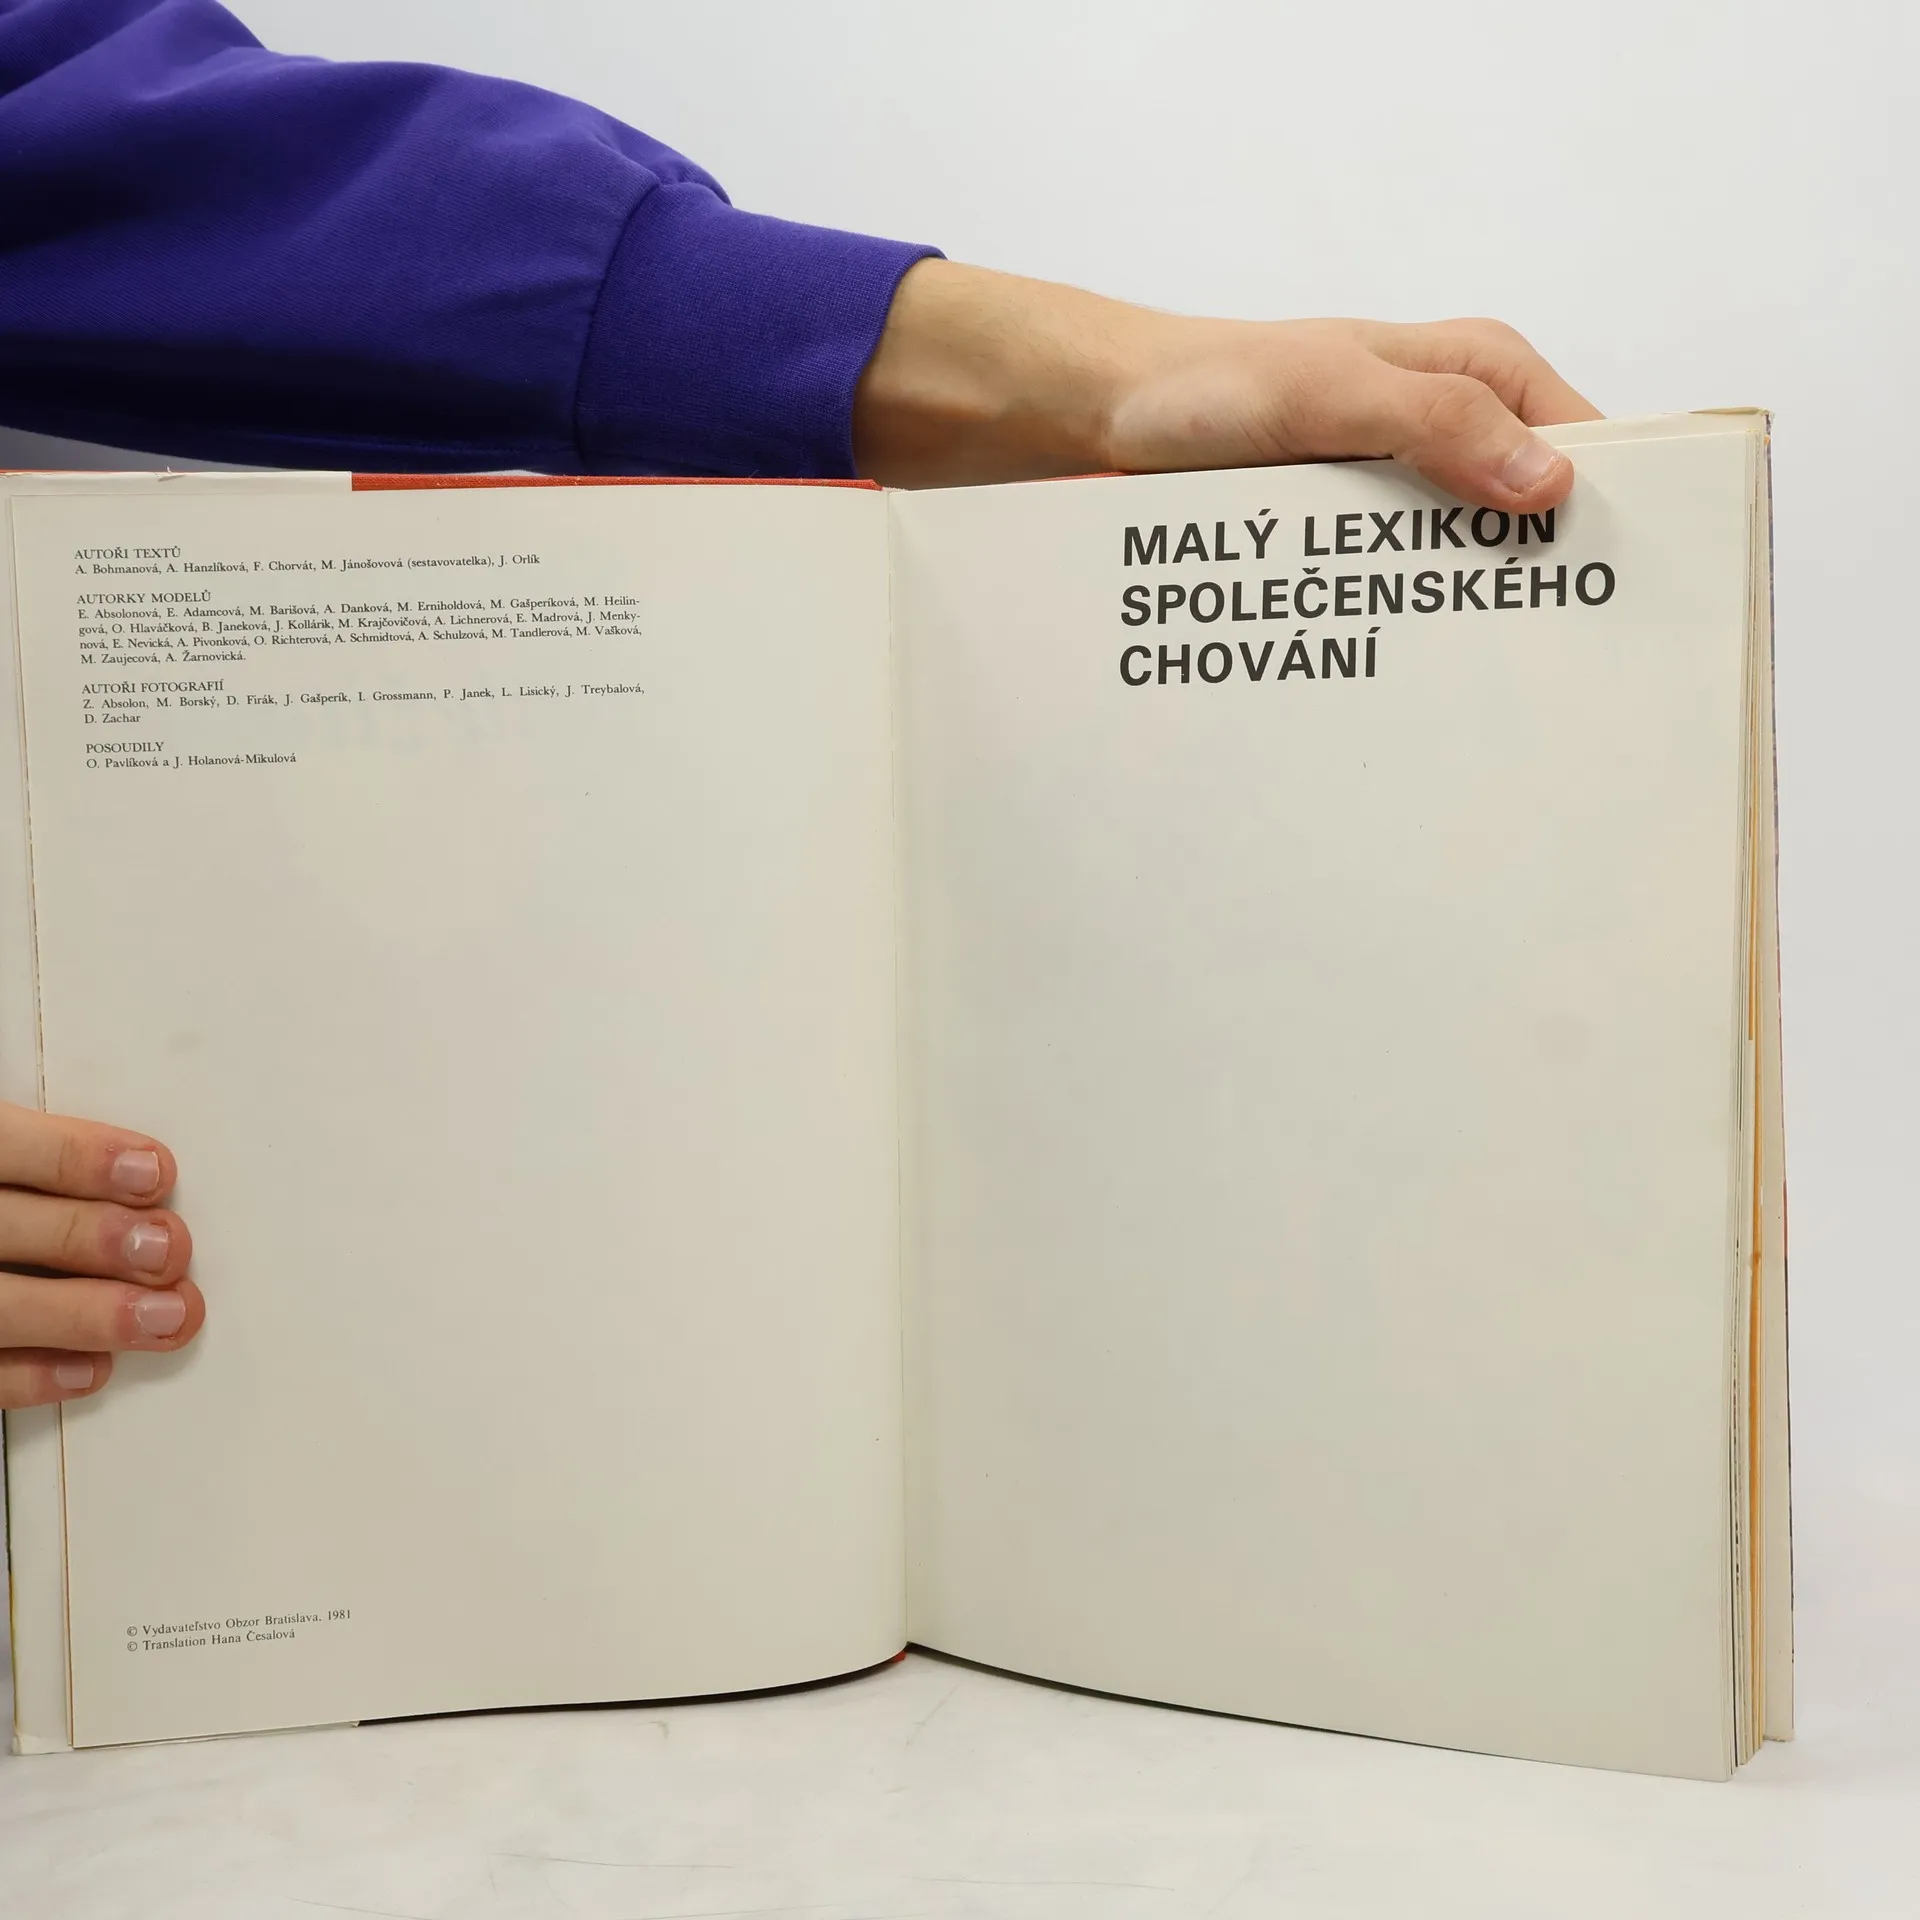 AUTOŘI TEXTŮ
A. Bohmanová, A. Hanzlíková, F. Chorvát, M. Jánošovová (sestavovatelka), J. Orlík
AUTORKY MODELŮ
E. Absolonová, E. Adamcová, M. Barišová, A. Danková, M. Erniholdová, M. Gašperíková, M. Heilin-
gová, O. Hlaváčková, B. Janeková, J. Kollárik, M. Krajčovičová, A. Lichnerová, E. Madrová, J. Menky-
nová, E. Nevická, A. Pivonková, O. Richterová, A. Schmidtová, A. Schulzová, M. Tandlerová, M. Vašková,
M. Zaujecová, A. Žarnovická.
AUTOŘI FOTOGRAFIÍ
Z. Absolon, M. Borský, D. Firák, J. Gašperík, I. Grossmann, P. Janek, L. Lisický, J. Treybalová,
D. Zachar
POSOUDILY
O. Pavlíková a J. Holanová-Mikulová
© Vydavateľstvo Obzor Bratislava, 1981
© Translation Hana Česalová
MALÝ LEXIKON
SPOLEČENSKÉHO
CHOVÁNÍ